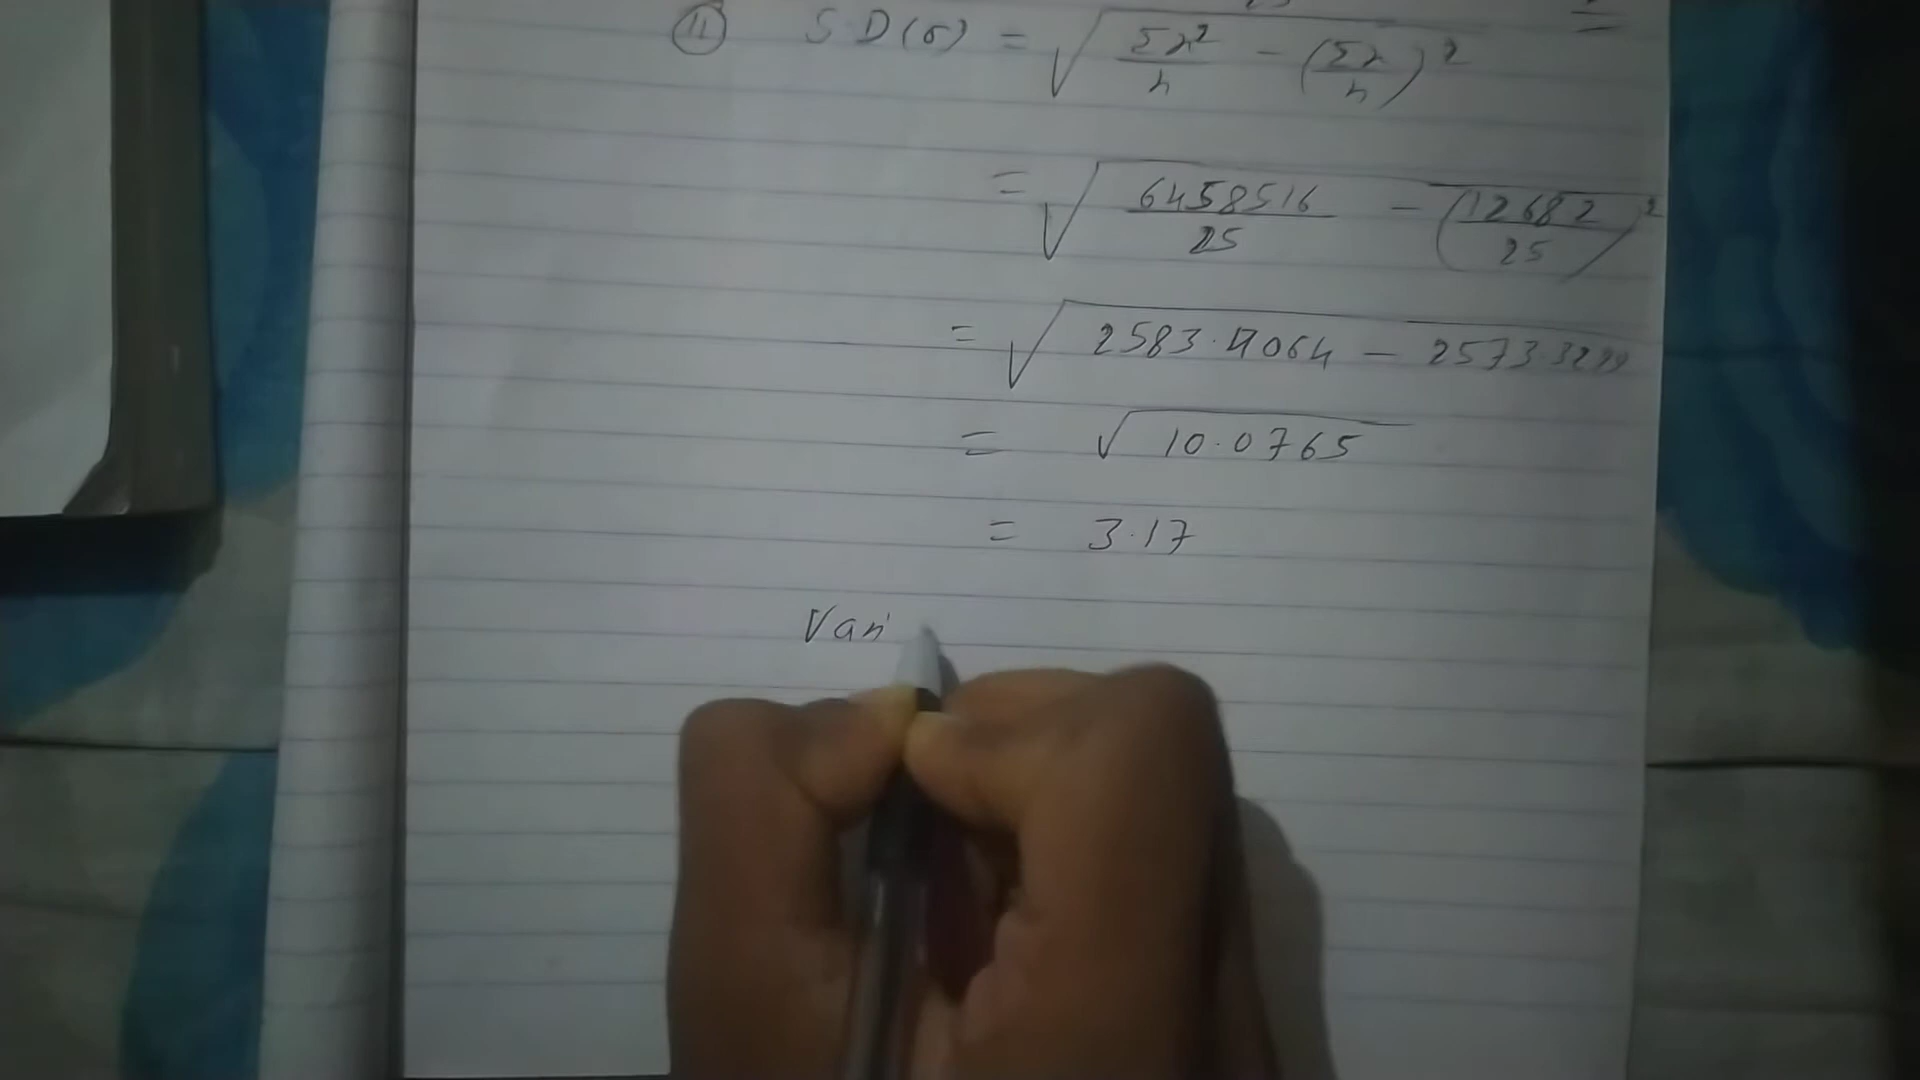 (11) S.D(σ) = √(Σx²/n − (Σx/n)²)
= √(6458516/25 − (12682/25)²)
= √(2583.4064 − 2573.3299)
= √10.0765
= 3.17
Vari